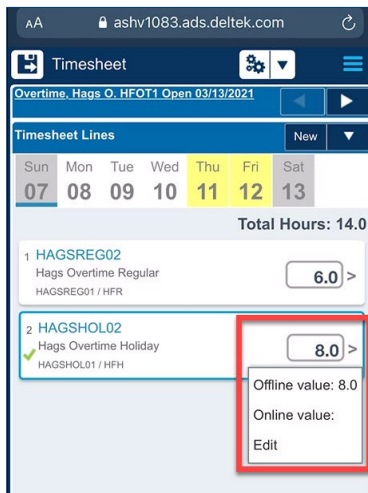 AA ashv1083.ads.deltek.com
Timesheet
Overtime, Hags O. HFOT1 Open 03/13/2021
Timesheet Lines New
Sun Mon Tue Wed Thu Fri Sat
07 08 09 10 11 12 13
Total Hours: 14.0
1 HAGSREG02
Hags Overtime Regular
HAGSREG01 / HFR
6.0 >
2 HAGSHOL02
Hags Overtime Holiday
HAGSHOL01 / HFH
8.0 >
Offline value: 8.0
Online value:
Edit